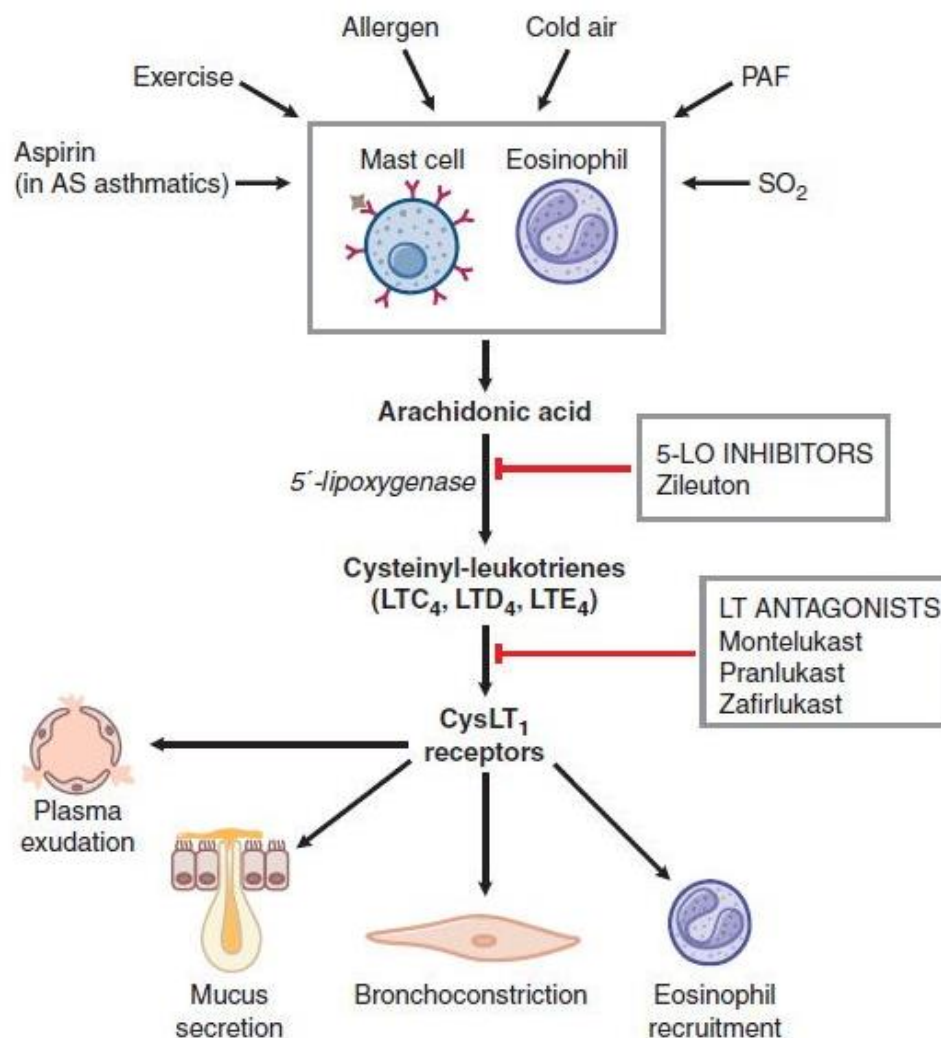 Allergen
Cold air
Exercise
PAF
Aspirin
(in AS asthmatics)
SO₂
Mast cell
Eosinophil
Arachidonic acid
5´-lipoxygenase
5-LO INHIBITORS
Zileuton
Cysteinyl-leukotrienes
(LTC₄, LTD₄, LTE₄)
LT ANTAGONISTS
Montelukast
Pranlukast
Zafirlukast
CysLT₁
receptors
Plasma
exudation
Mucus
secretion
Bronchoconstriction
Eosinophil
recruitment